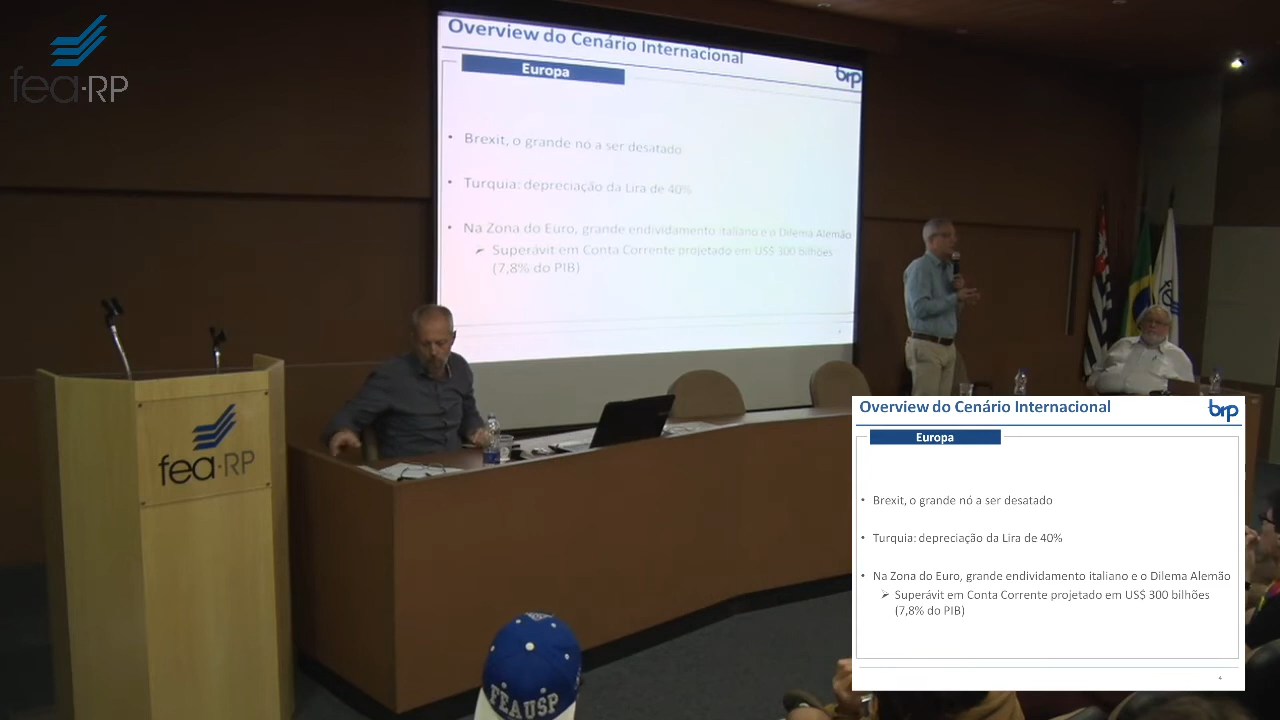 fea-RP
Overview do Cenário Internacional
brp
Europa
• Brexit, o grande nó a ser desatado
• Turquia: depreciação da Lira de 40%
• Na Zona do Euro, grande endividamento italiano e o Dilema Alemão
➢ Superávit em Conta Corrente projetado em US$ 300 bilhões
(7,8% do PIB)
fea-RP
FEAUSP
Overview do Cenário Internacional
brp
Europa
• Brexit, o grande nó a ser desatado
• Turquia: depreciação da Lira de 40%
• Na Zona do Euro, grande endividamento italiano e o Dilema Alemão
➢ Superávit em Conta Corrente projetado em US$ 300 bilhões
(7,8% do PIB)